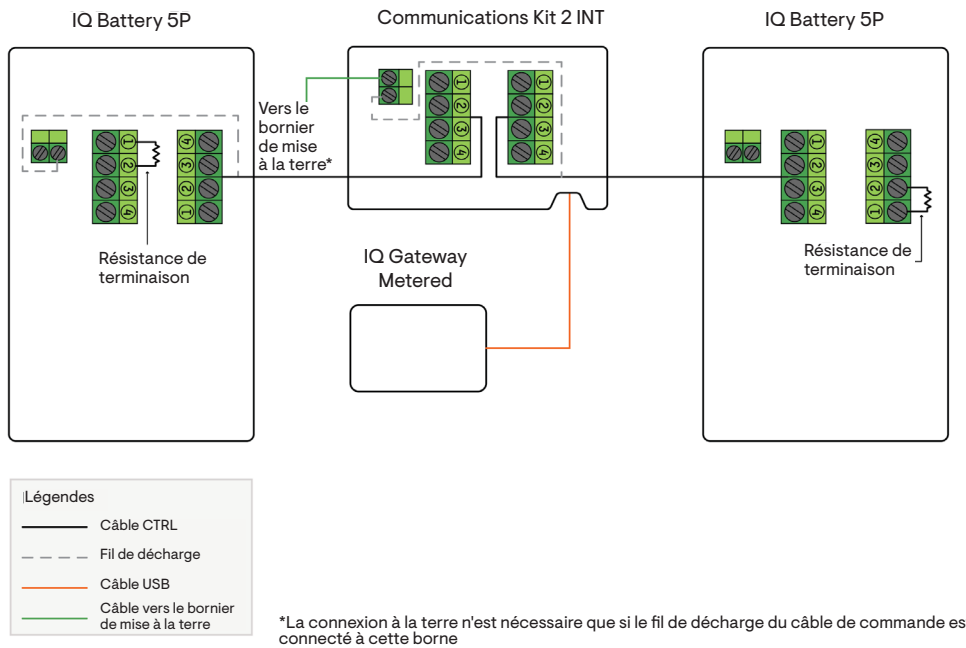 IQ Battery 5P
Communications Kit 2 INT
IQ Battery 5P
Vers le
bornier
de mise
à la terre*
1
2
3
4
4
3
2
1
1
2
3
4
1
2
3
4
1
2
3
4
4
3
2
1
Résistance de
terminaison
IQ Gateway
Metered
Résistance de
terminaison
Légendes
Câble CTRL
Fil de décharge
Câble USB
Câble vers le bornier
de mise à la terre
*La connexion à la terre n'est nécessaire que si le fil de décharge du câble de commande es
connecté à cette borne